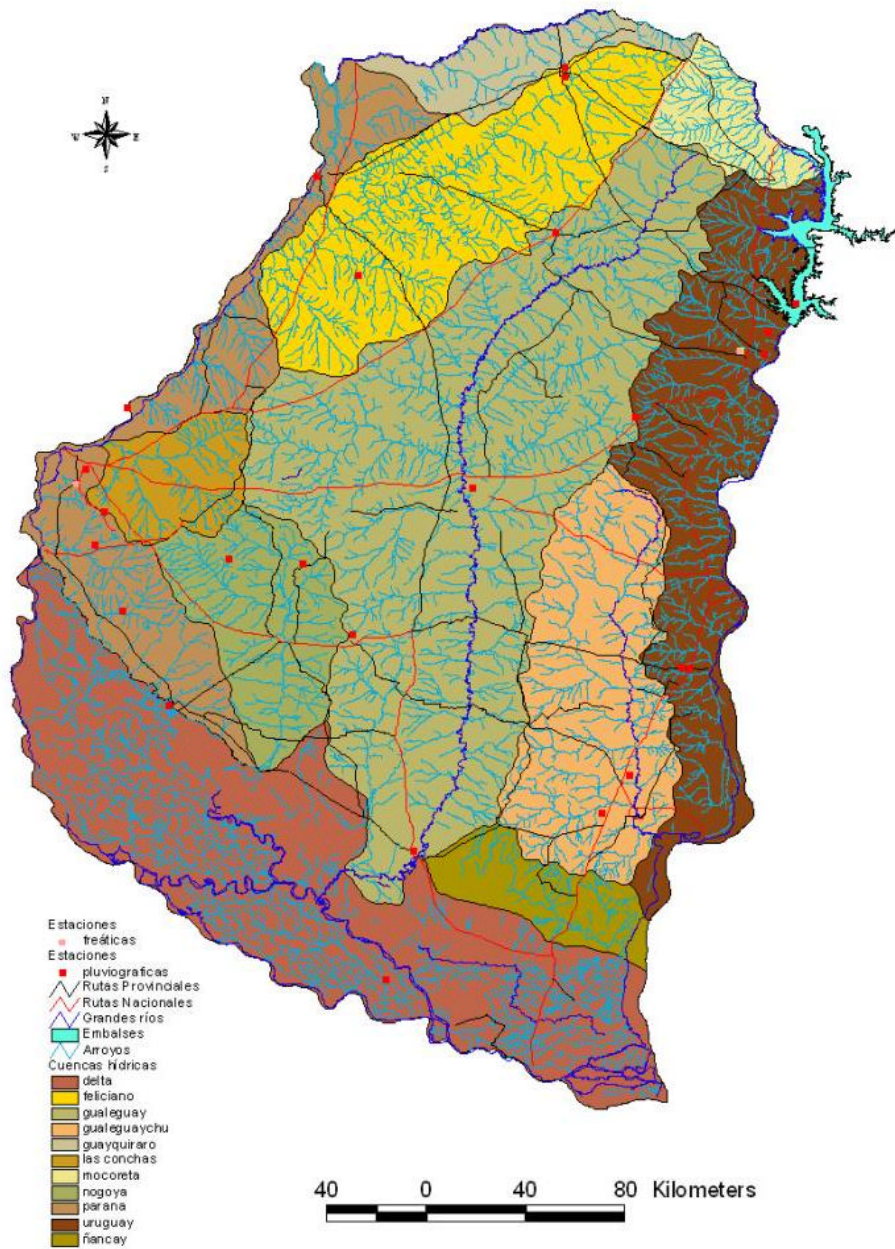 N
W E
S
Estaciones
freáticas
Estaciones
pluviograficas
Rutas Provinciales
Rutas Nacionales
Grandes ríos
Embalses
Arroyos
Cuencas hídricas
delta
feliciano
gualeguay
gualeguaychu
guayquiraro
las conchas
mocoreta
nogoya
parana
uruguay
ñancay
40 0 40 80 Kilometers